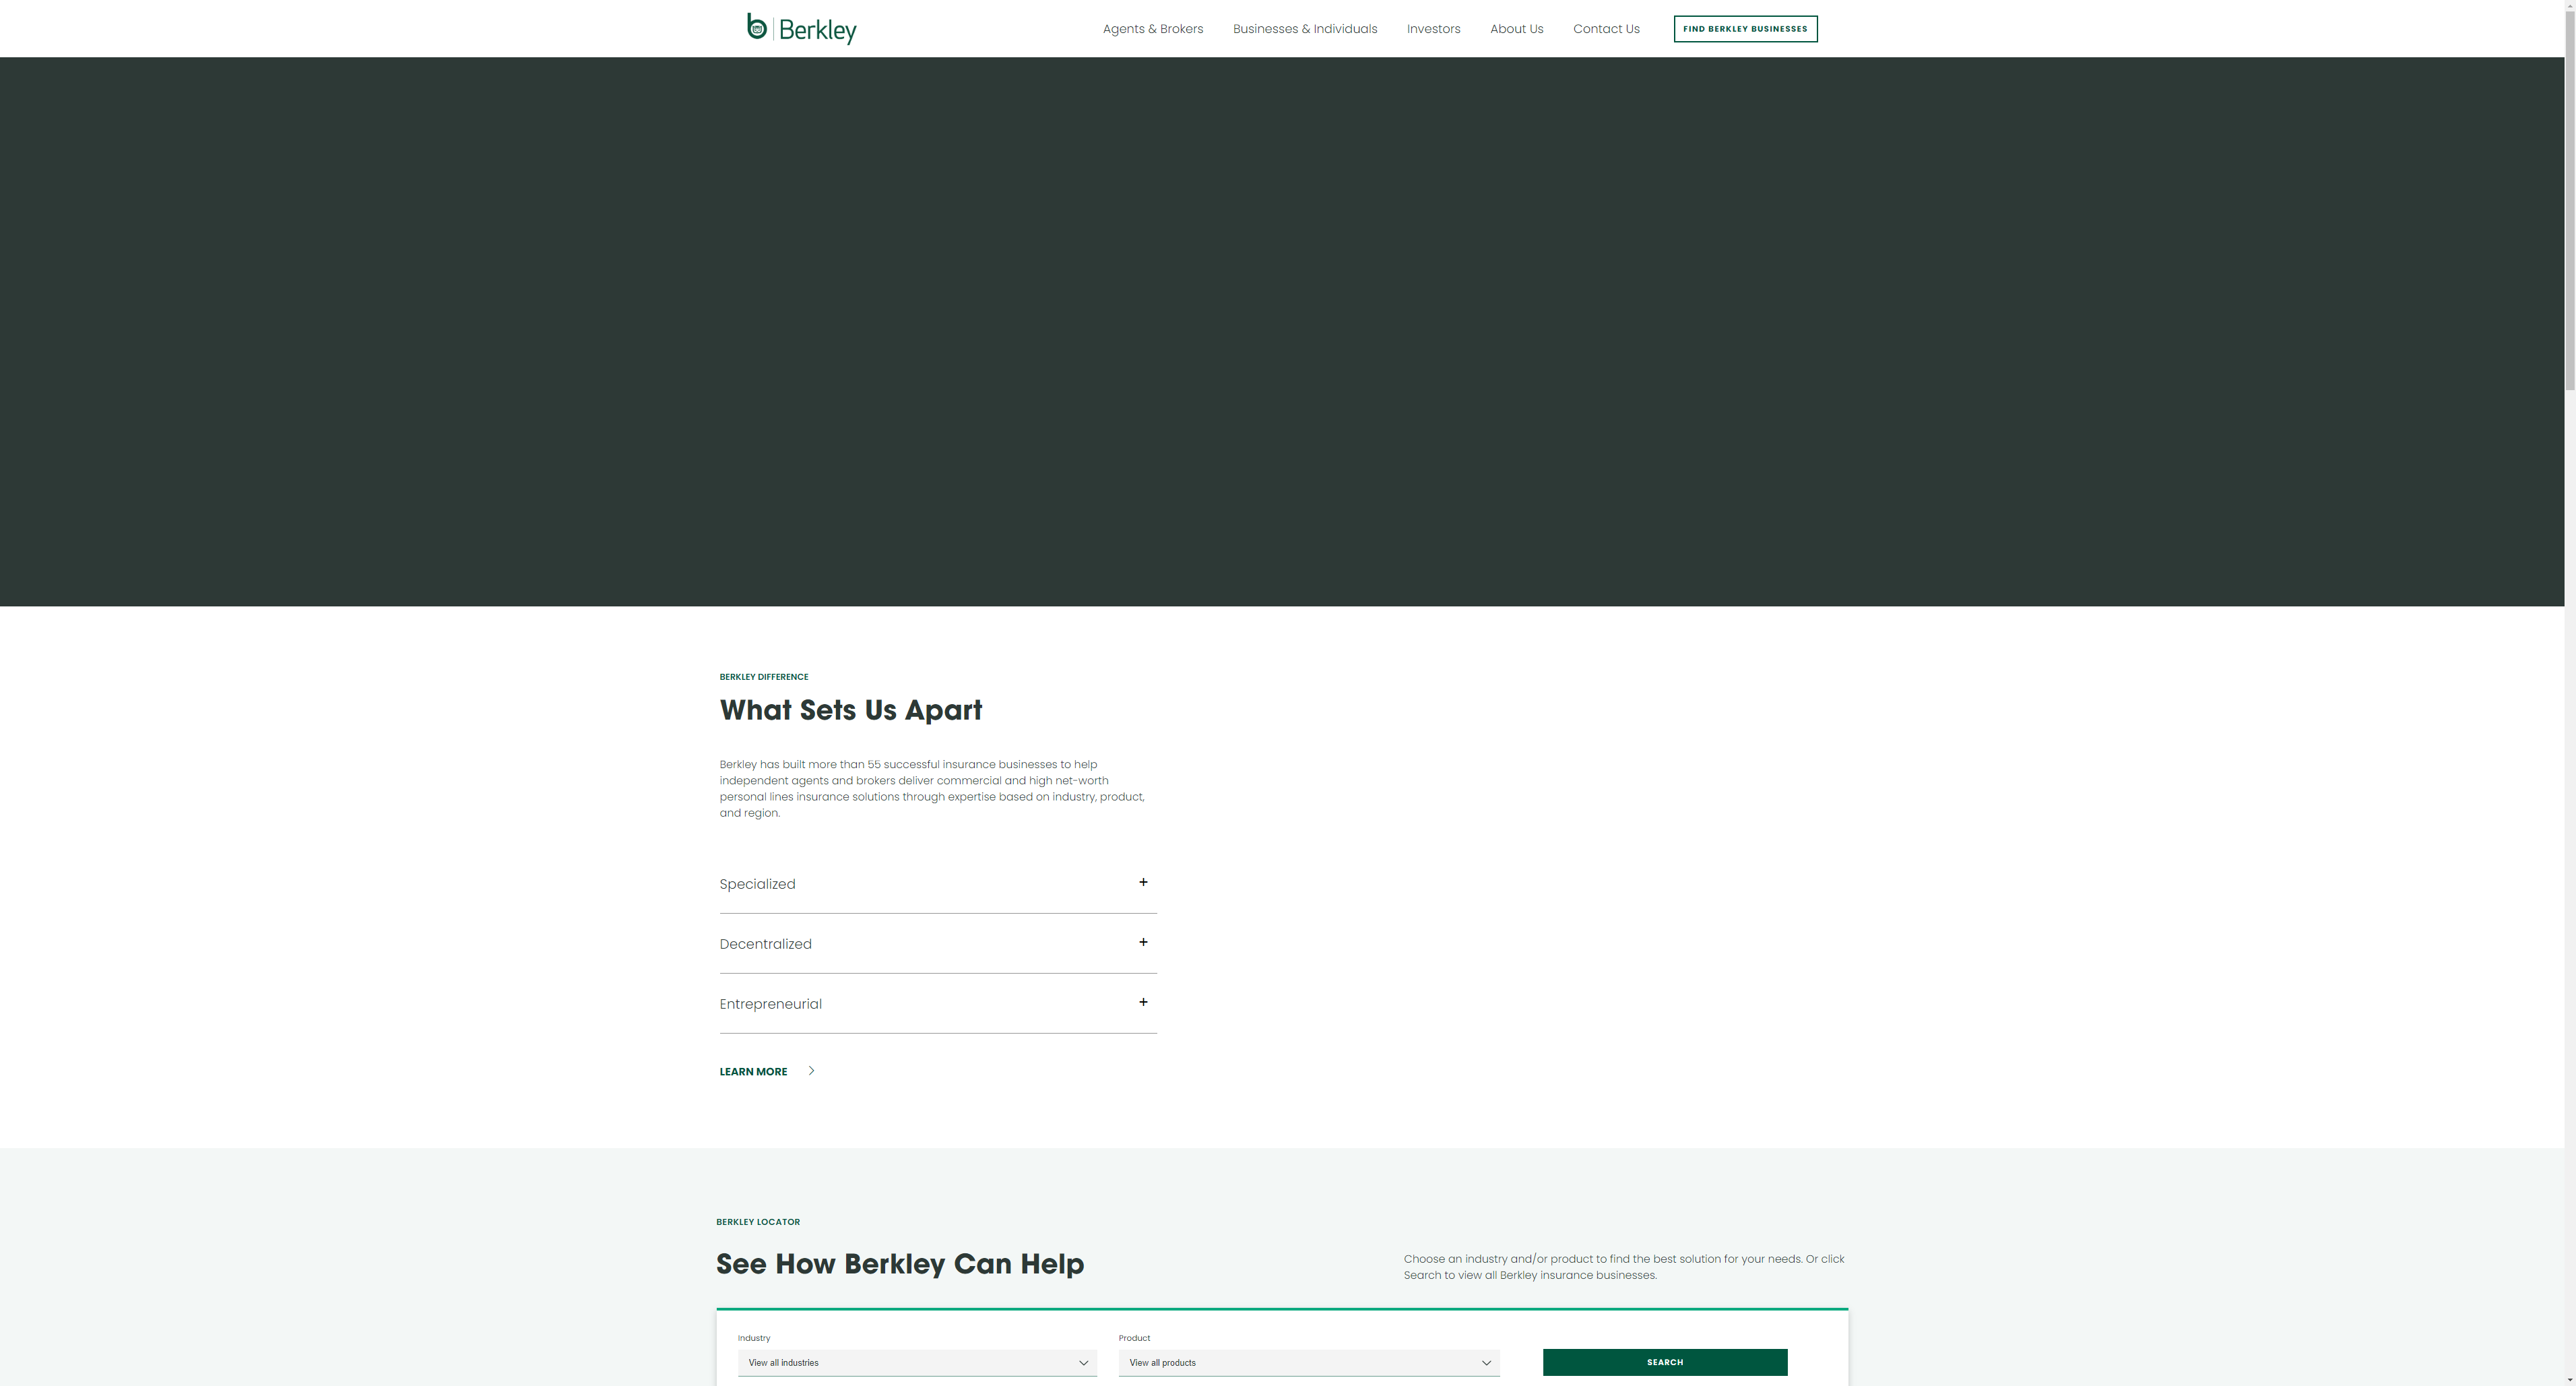 Berkley
Agents & Brokers
Businesses & Individuals
Investors
About Us
Contact Us
FIND BERKLEY BUSINESSES
BERKLEY DIFFERENCE
What Sets Us Apart
Berkley has built more than 55 successful insurance businesses to help
independent agents and brokers deliver commercial and high net-worth
personal lines insurance solutions through expertise based on industry, product,
and region.
Specialized
Decentralized
Entrepreneurial
LEARN MORE
BERKLEY LOCATOR
See How Berkley Can Help
Choose an industry and/or product to find the best solution for your needs. Or click
Search to view all Berkley insurance businesses.
Industry
Product
View all industries
View all products
SEARCH